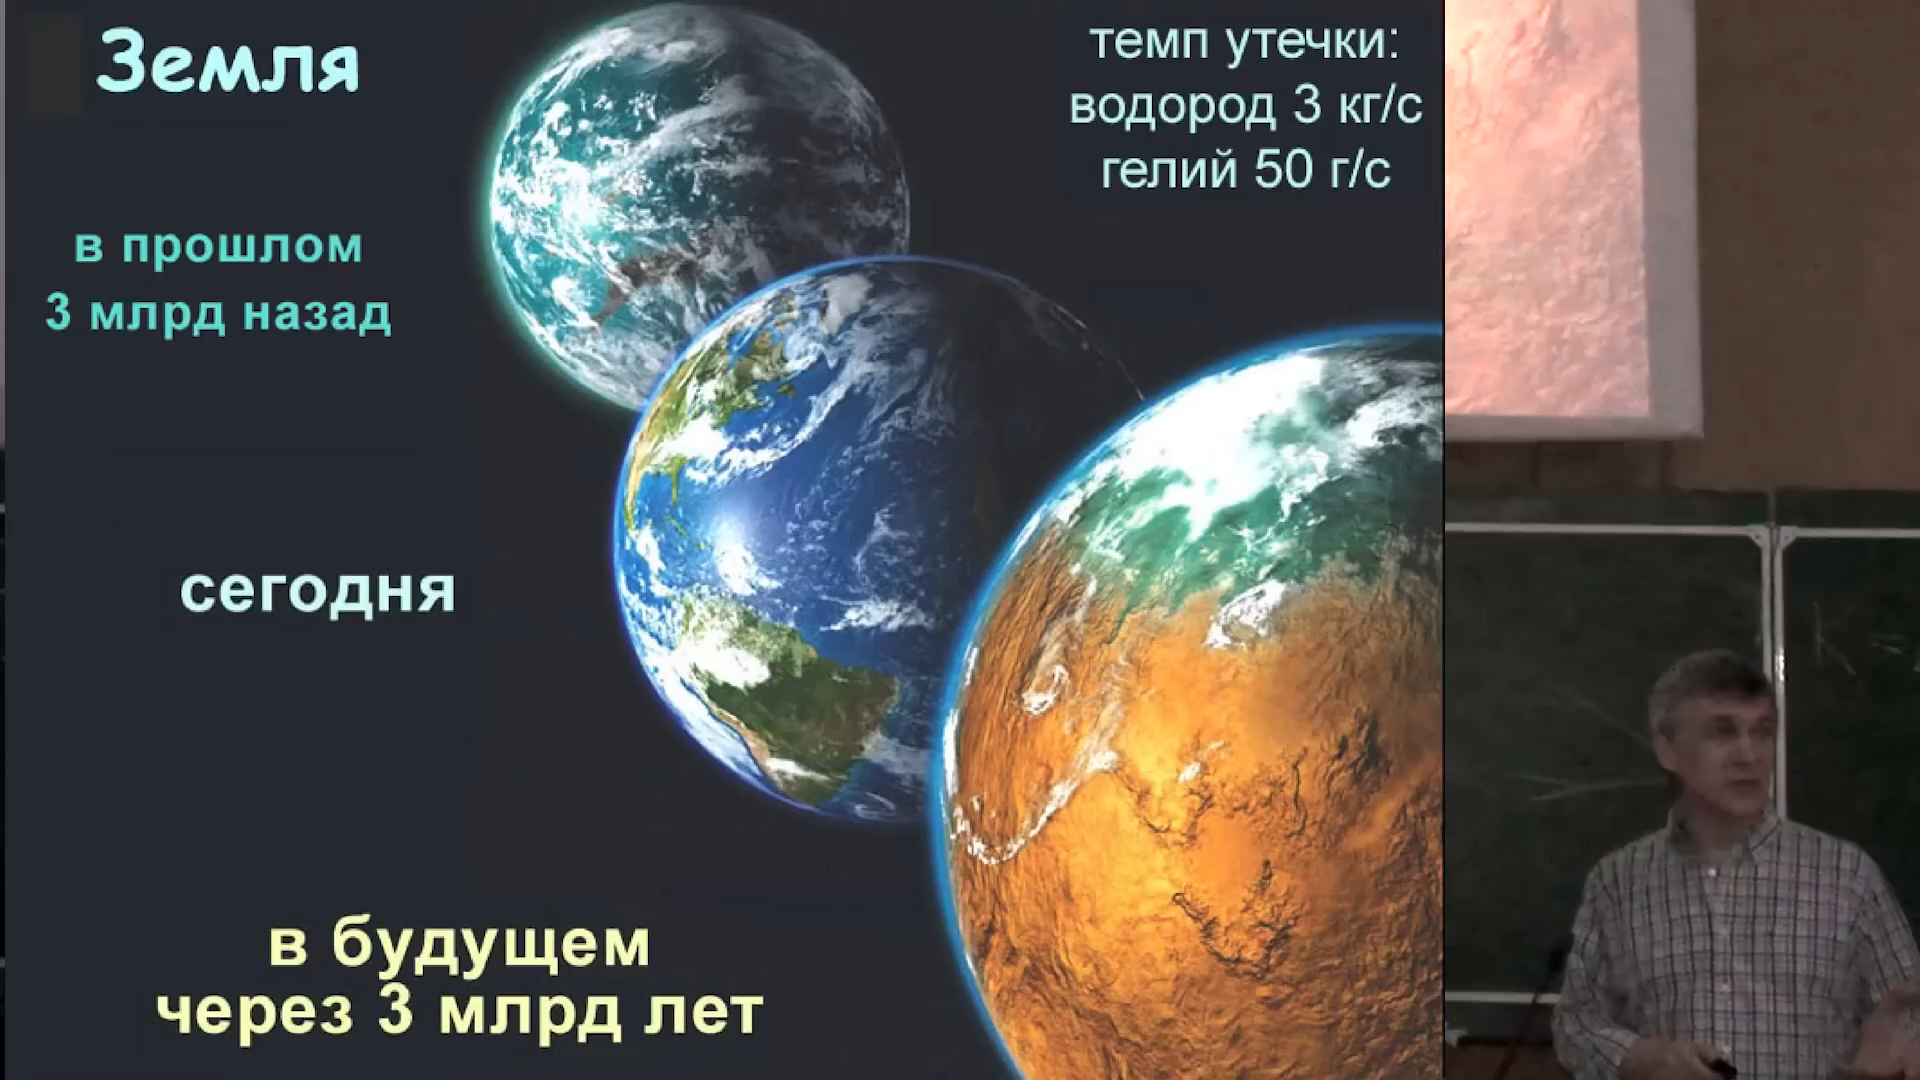 Земля
темп утечки:
водород 3 кг/с
гелий 50 г/с
в прошлом
3 млрд назад
сегодня
в будущем
через 3 млрд лет